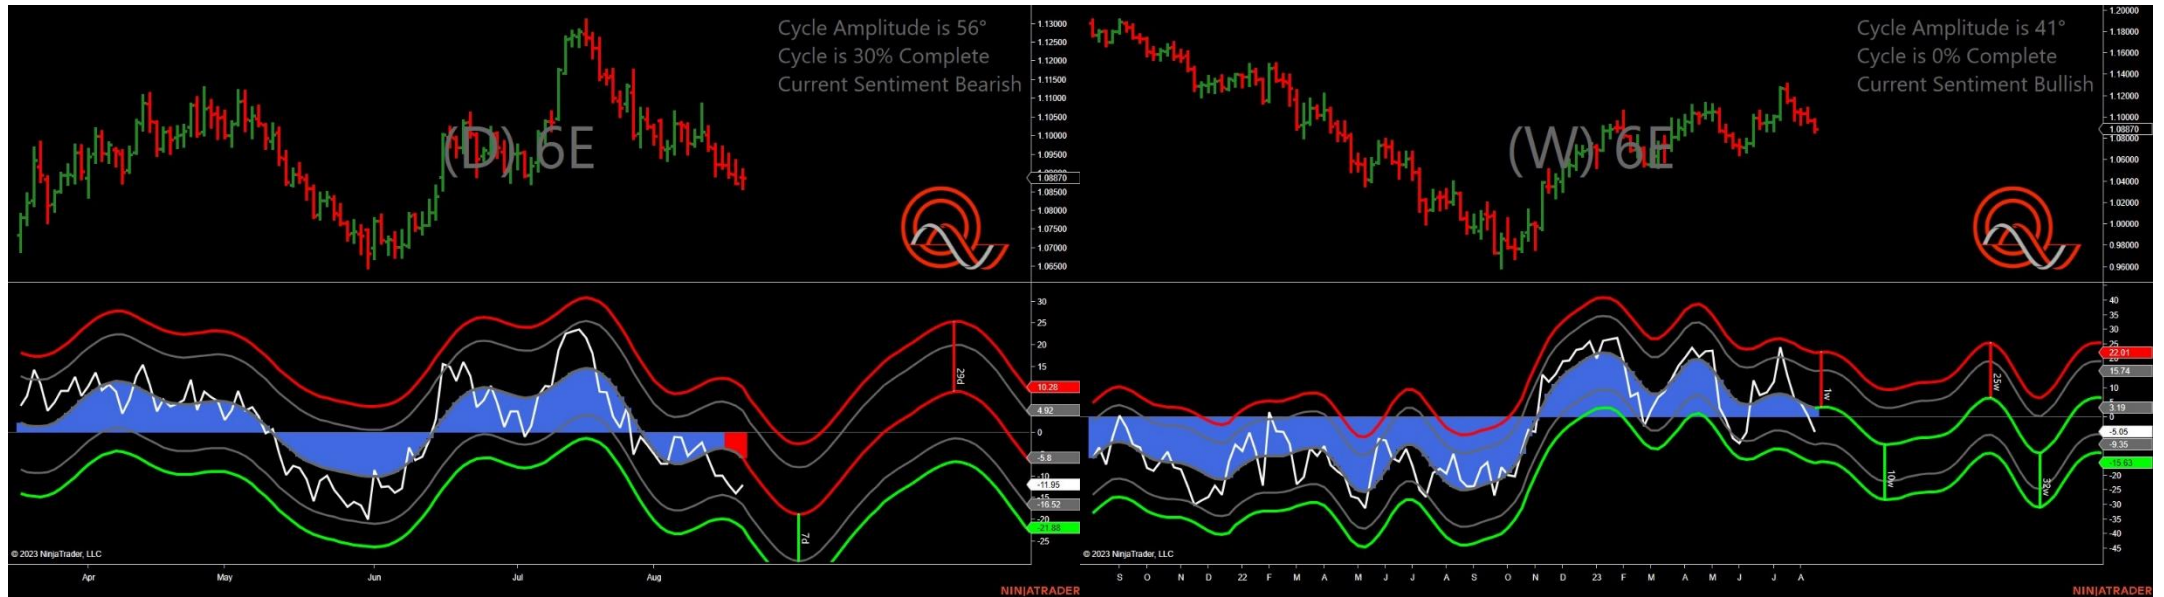 Cycle Amplitude is 56°
Cycle is 30% Complete
Current Sentiment Bearish
(D) 6E
1.13000
1.12500
1.12000
1.11500
1.11000
1.10500
1.10000
1.09500
1.08870
1.08500
1.08000
1.07500
1.07000
1.06500
30
25
20
15
10.28
4.92
0
-5.8
-11.95
-15
-16.52
-20
-21.88
-25
29d
7d
© 2023 NinjaTrader, LLC
Apr
May
Jun
Jul
Aug
NINJATRADER
Cycle Amplitude is 41°
Cycle is 0% Complete
Current Sentiment Bullish
(W) 6E
1.20000
1.18000
1.16000
1.14000
1.12000
1.10000
1.08870
1.08000
1.06000
1.04000
1.02000
1.00000
0.98000
0.96000
40
35
30
25
22.01
15.74
10
5
3.19
0
-5.05
-9.35
-15.63
-20
-25
-30
-35
-40
-45
1w
10w
25w
32w
© 2023 NinjaTrader, LLC
S O N D 22 F M A M J J A S O N D 23 F M A M J J A
NINJATRADER